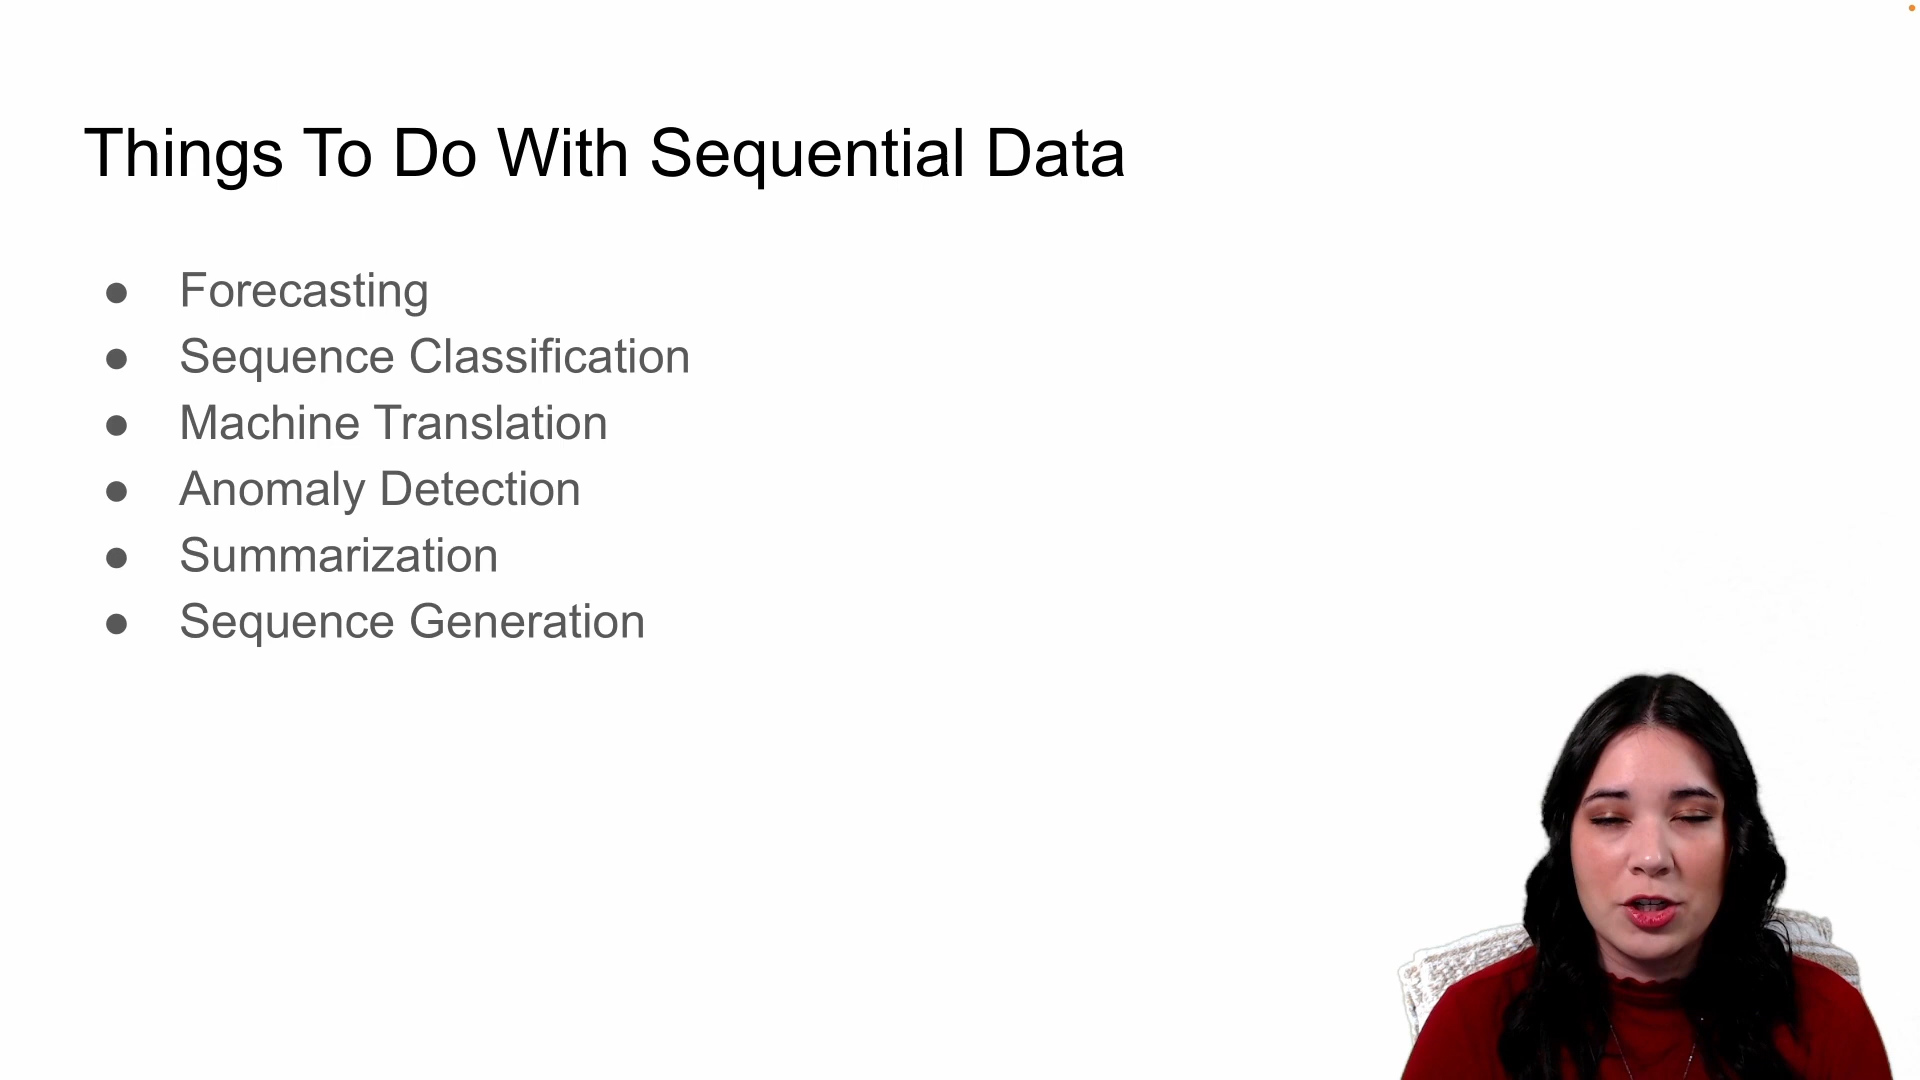 Things To Do With Sequential Data
● Forecasting
● Sequence Classification
● Machine Translation
● Anomaly Detection
● Summarization
● Sequence Generation